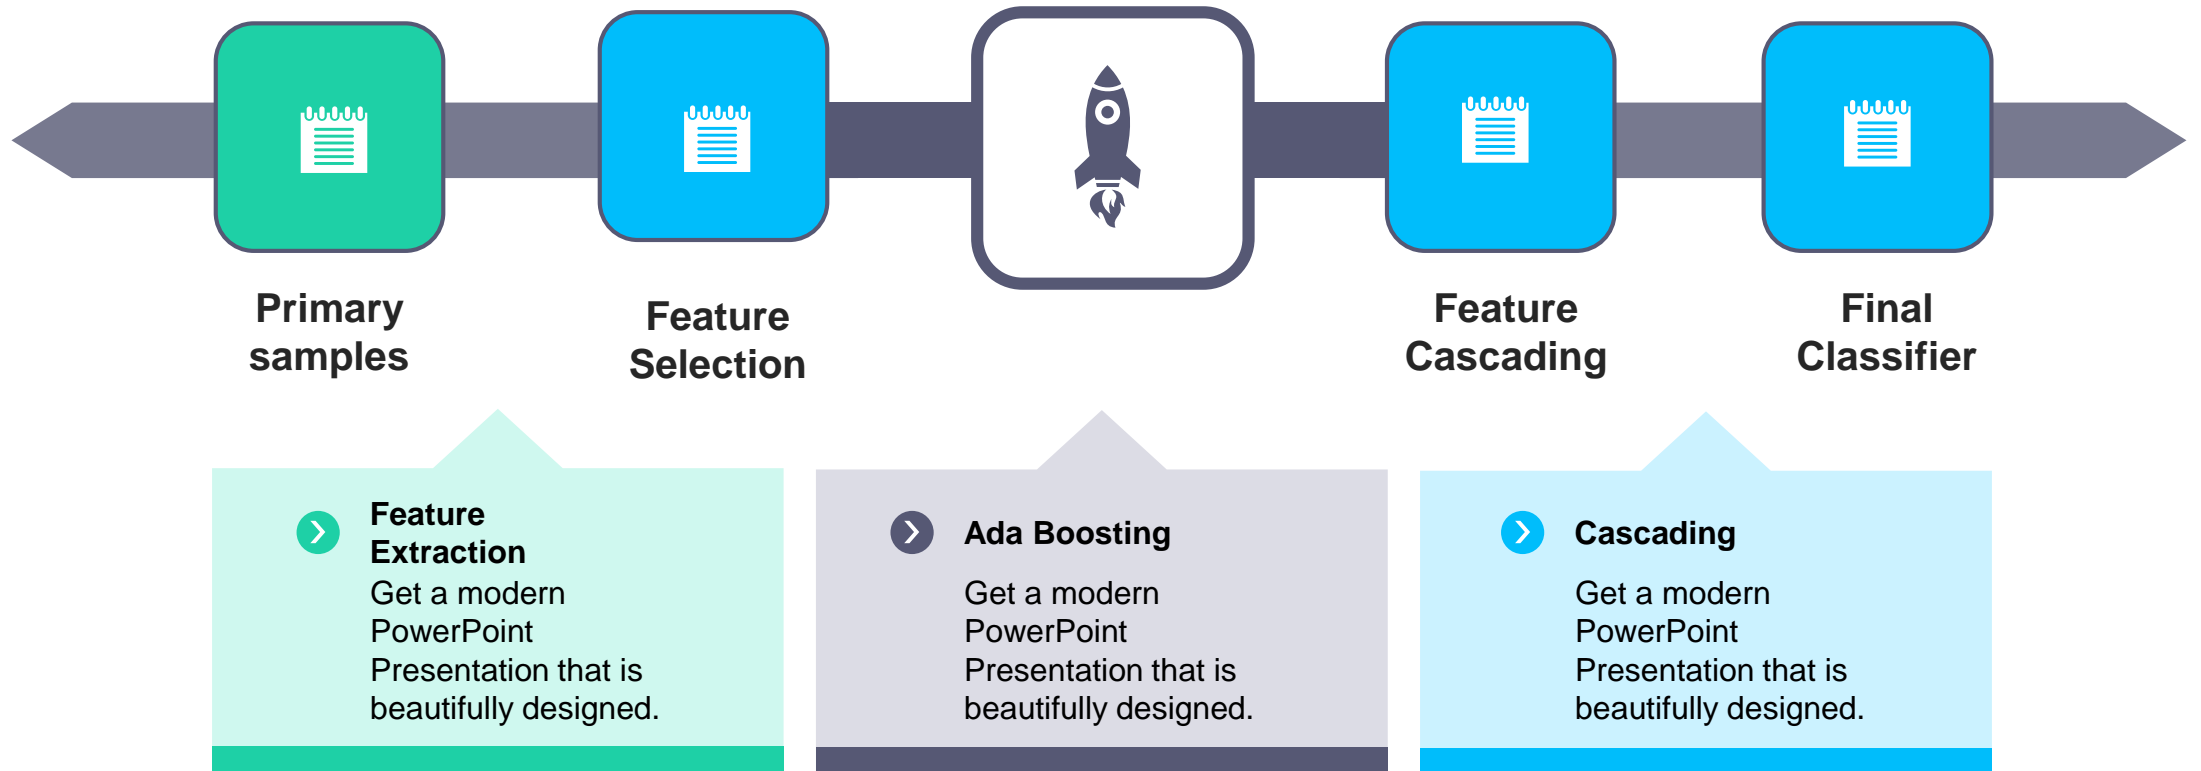 Primary
samples
Feature
Selection
Feature
Cascading
Final
Classifier
Feature
Extraction
Get a modern
PowerPoint
Presentation that is
beautifully designed.
Ada Boosting
Get a modern
PowerPoint
Presentation that is
beautifully designed.
Cascading
Get a modern
PowerPoint
Presentation that is
beautifully designed.